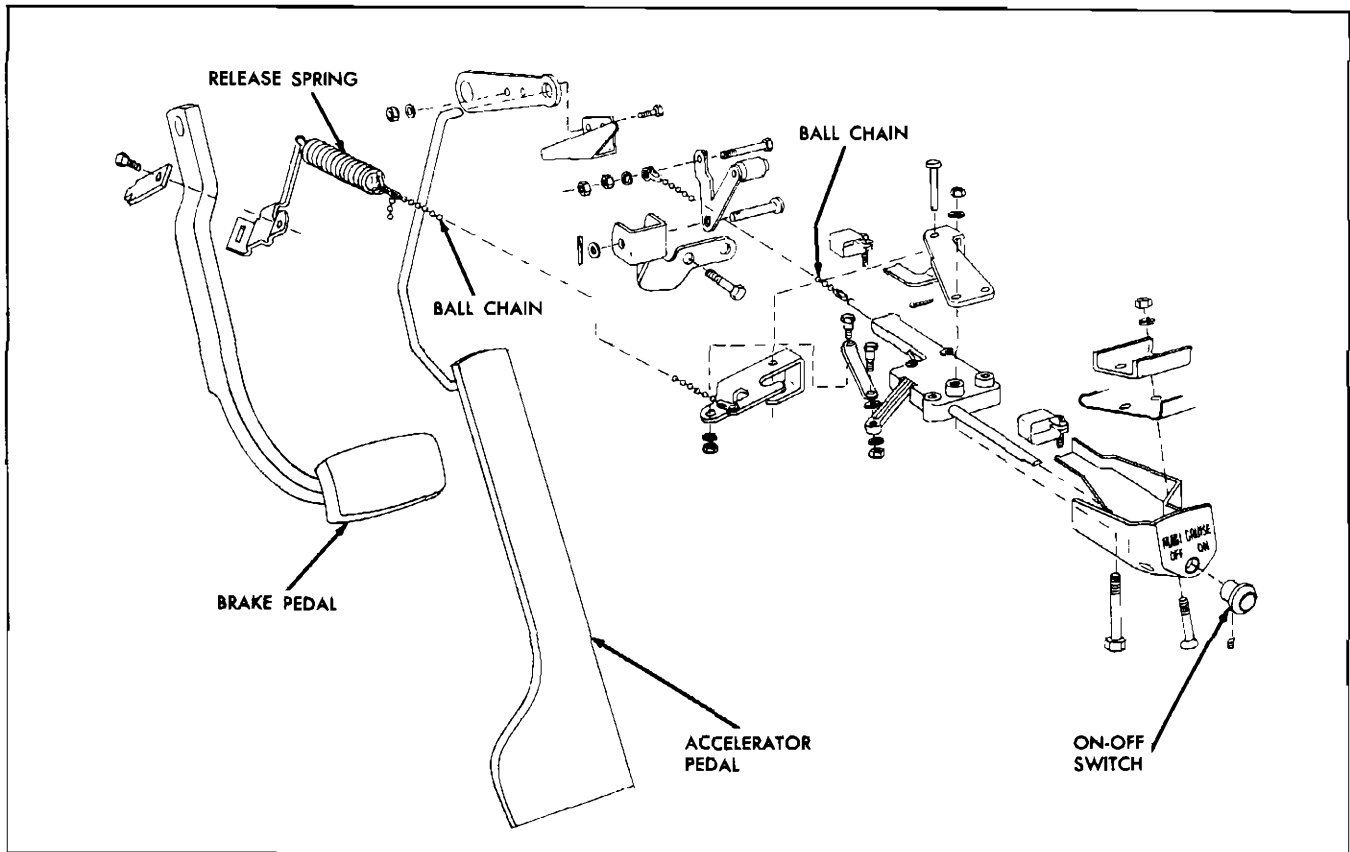 RELEASE SPRING
BALL CHAIN
BALL CHAIN
BRAKE PEDAL
CRUISE
OFF ON
ACCELERATOR
PEDAL
ON-OFF
SWITCH